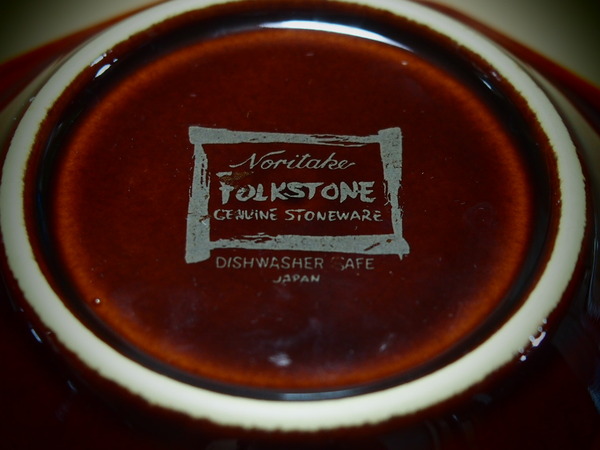 Noritake
FOLKSTONE
GENUINE STONEWARE
DISHWASHER SAFE
JAPAN